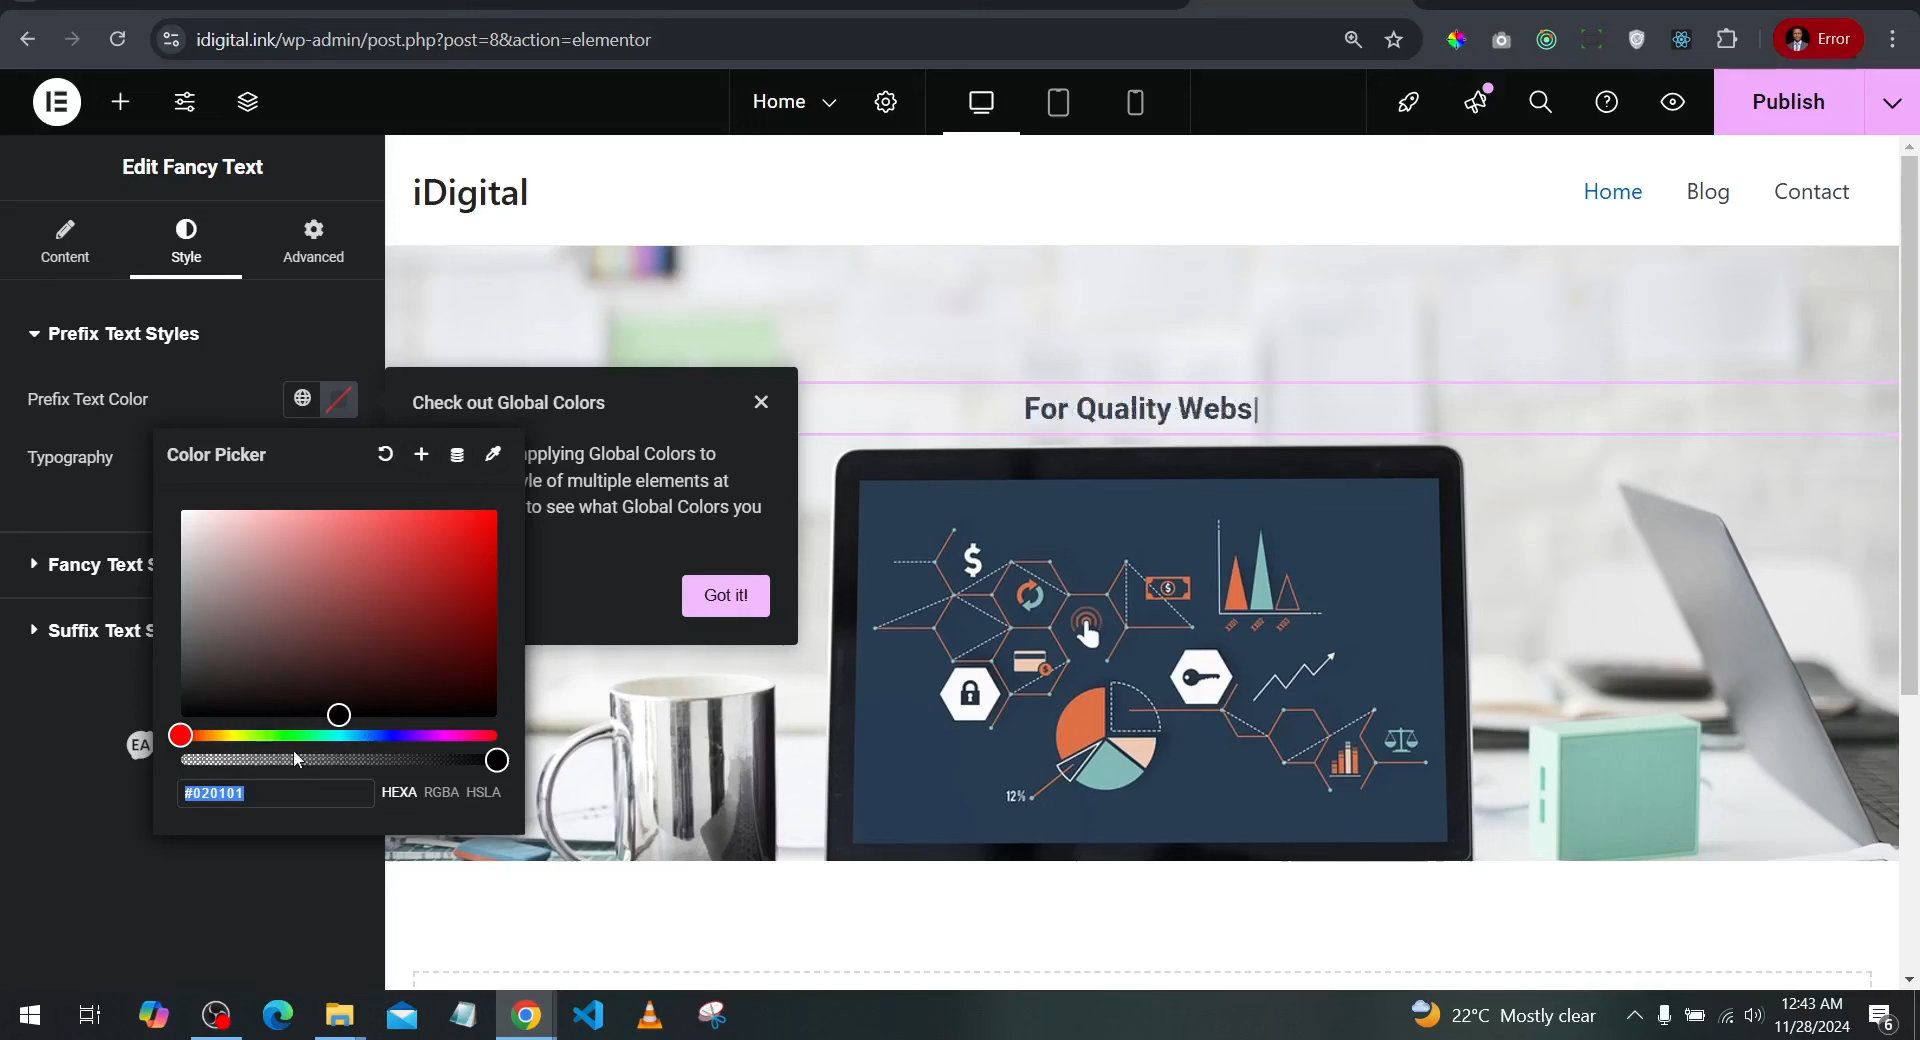 idigital.ink/wp-admin/post.php?post=8&action=elementor
Error
Home
Publish
Edit Fancy Text
Content
Style
Advanced
Prefix Text Styles
Prefix Text Color
Typography
Fancy Text S
Suffix Text S
EA
Color Picker
#020101
HEXA RGBA HSLA
Check out Global Colors
applying Global Colors to
yle of multiple elements at
to see what Global Colors you
Got it!
iDigital
Home
Blog
Contact
For Quality Webs|
12%
22°C Mostly clear
12:43 AM
11/28/2024
6